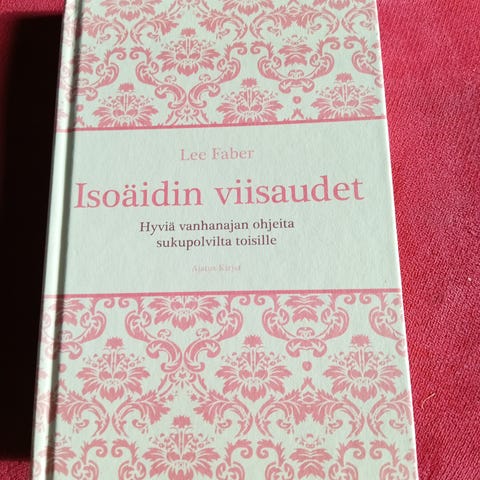 Lee Faber
Isoäidin viisaudet
Hyviä vanhanajan ohjeita
sukupolvilta toisille
Ajatus Kirjat